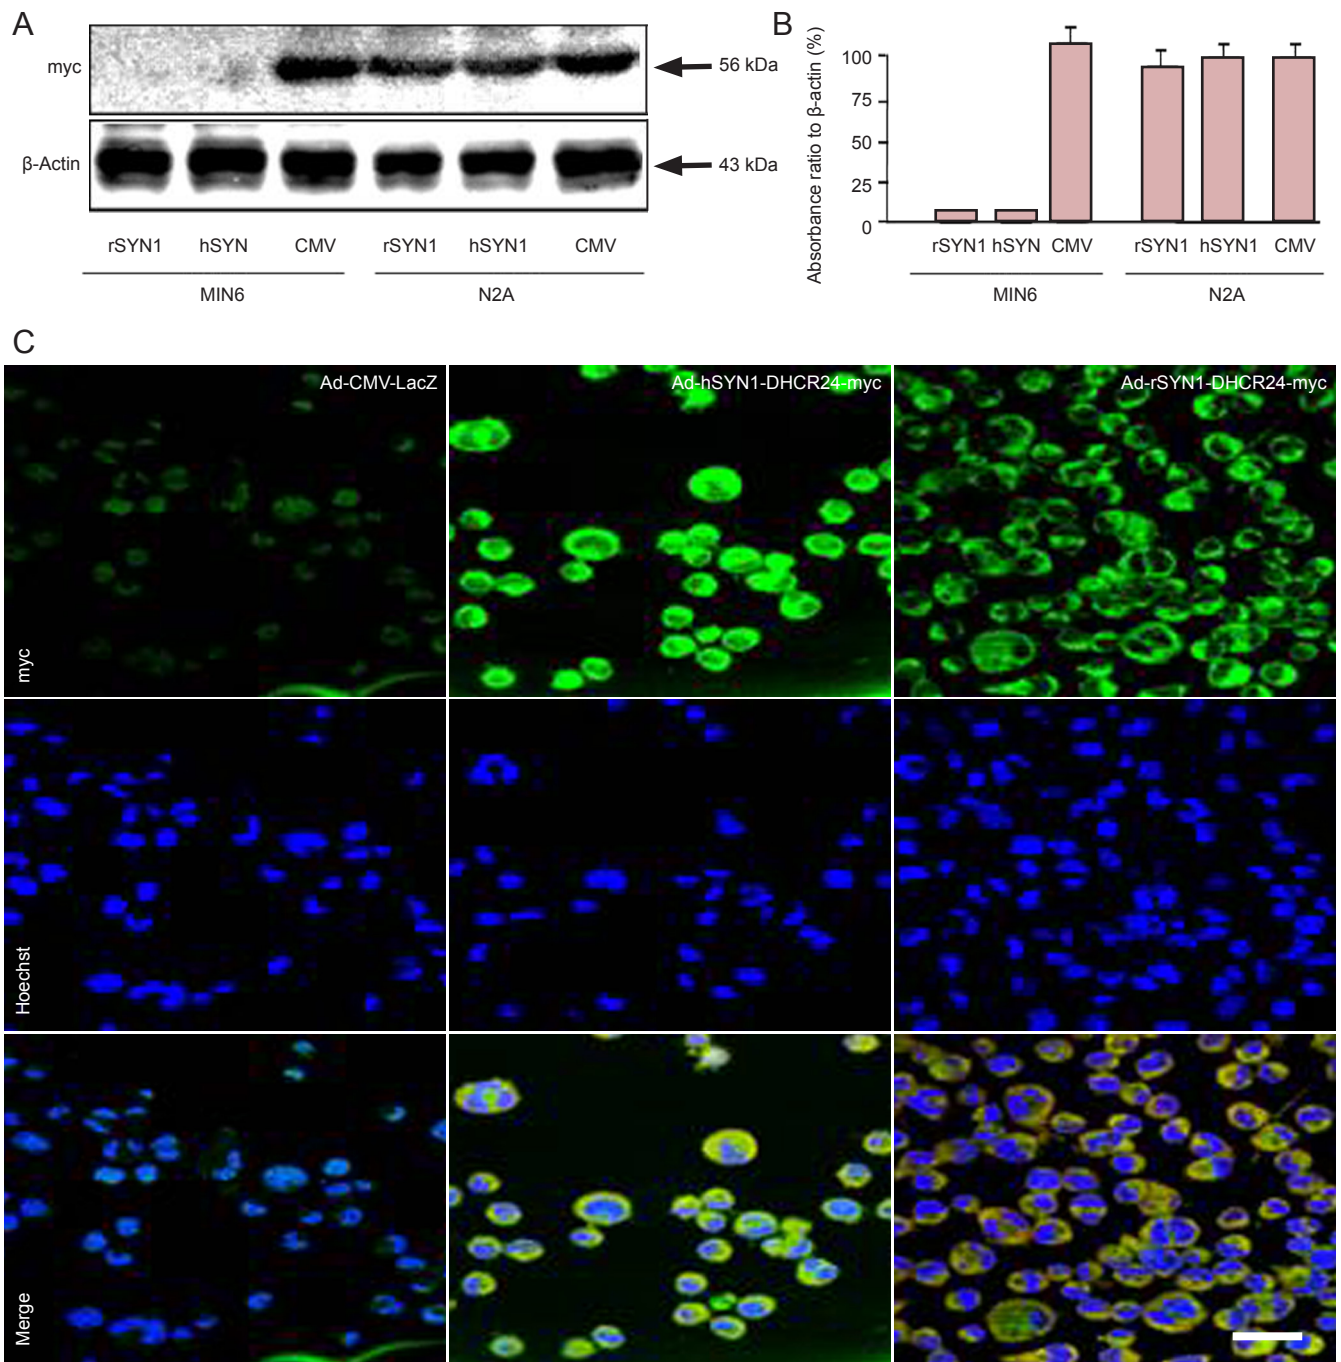 A
myc
56 kDa
β-Actin
43 kDa
rSYN1 hSYN CMV rSYN1 hSYN1 CMV
MIN6 N2A
B
Absorbance ratio to β-actin (%)
100
75
50
25
0
rSYN1 hSYN CMV rSYN1 hSYN1 CMV
MIN6 N2A
C
Ad-CMV-LacZ Ad-hSYN1-DHCR24-myc Ad-rSYN1-DHCR24-myc
myc
Hoechst
Merge